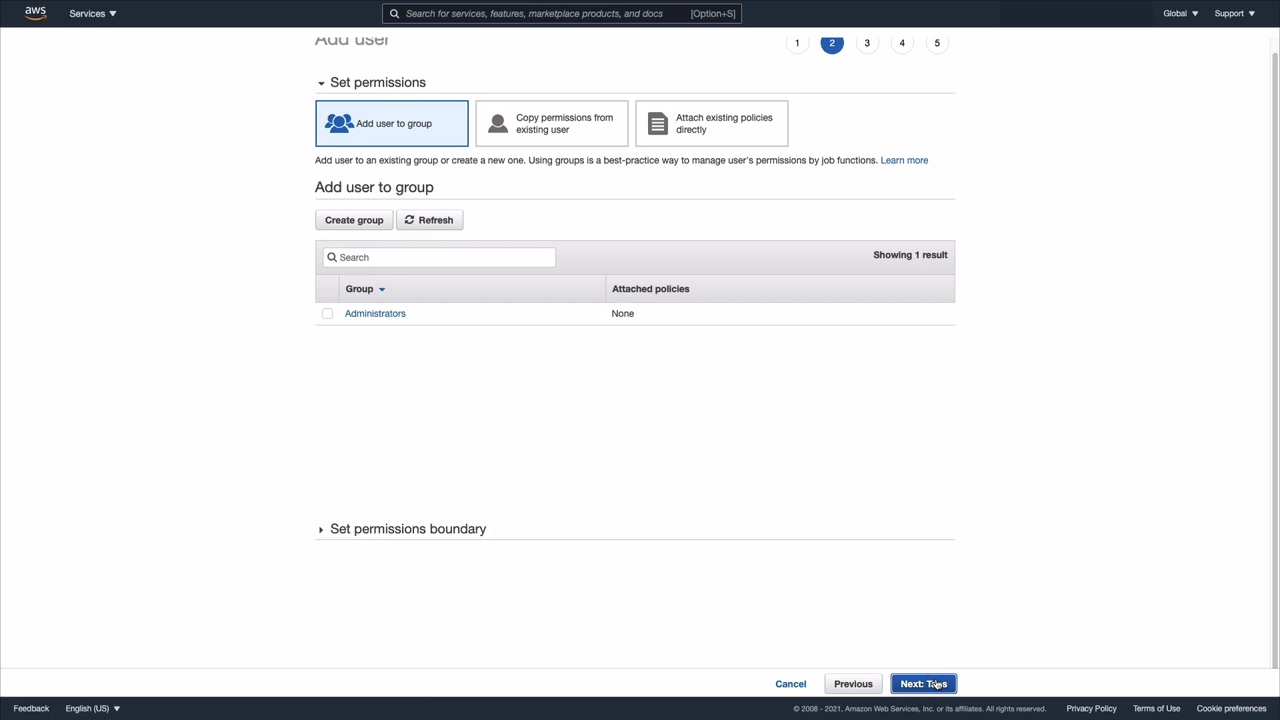 aws
Services
Search for services, features, marketplace products, and docs
[Option+S]
Global
Support
Add user
1
2
3
4
5
Set permissions
Add user to group
Copy permissions from
existing user
Attach existing policies
directly
Add user to an existing group or create a new one. Using groups is a best-practice way to manage user's permissions by job functions. Learn more
Add user to group
Create group
Refresh
Search
Showing 1 result
Group
Attached policies
Administrators
None
Set permissions boundary
Cancel
Previous
Next: Tags
Feedback
English (US)
© 2008 - 2021, Amazon Web Services, Inc. or its affiliates. All rights reserved.
Privacy Policy
Terms of Use
Cookie preferences